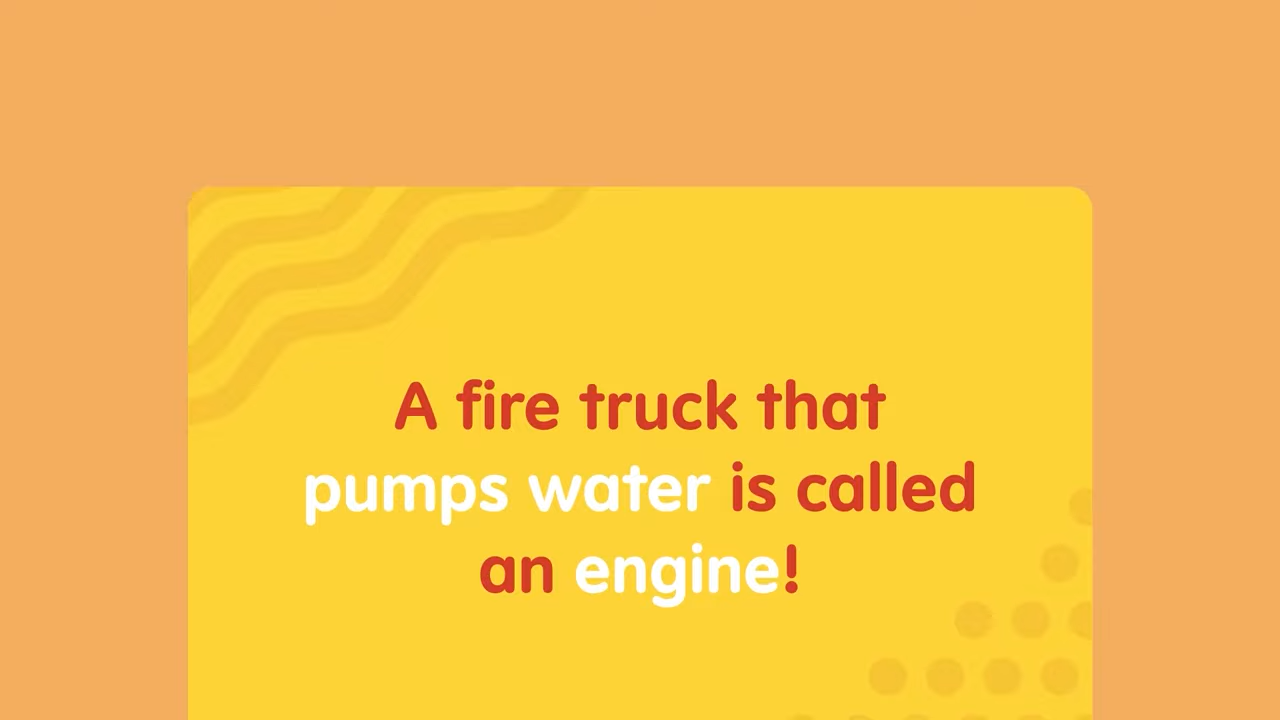 A fire truck that
pumps water is called
an engine!